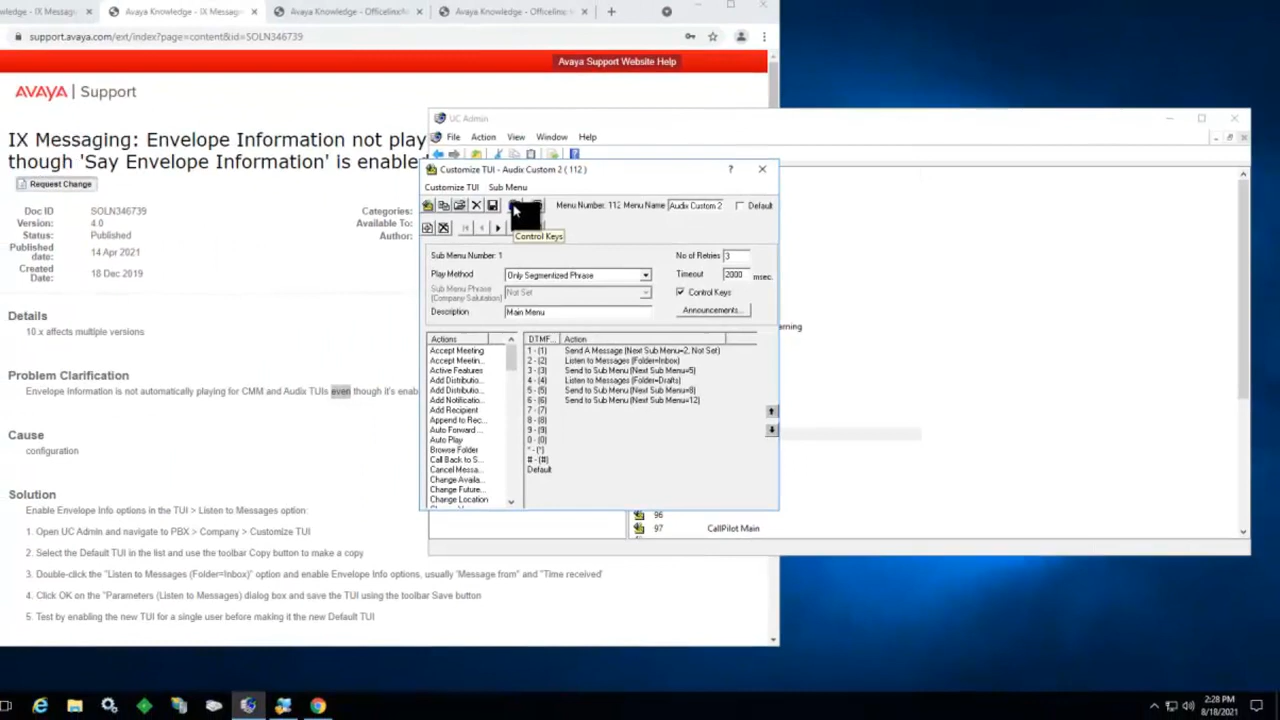 wledge - IX Messag
Avaya Knowledge - IX Messag
Avaya Knowledge - Officelinx/
Avaya Knowledge - Officelinx
support.avaya.com/ext/index?page=content&id=SOLN346739
Avaya Support Website Help
AVAYA | Support
IX Messaging: Envelope Information not play
though 'Say Envelope Information' is enabled
Request Change
Doc ID SOLN346739
Version: 4.0
Status: Published
Published date: 14 Apr 2021
Created Date: 18 Dec 2019
Categories:
Available To:
Author:
Details
10.x affects multiple versions
Problem Clarification
Envelope Information is not automatically playing for CMM and Audix TUIs even though it's enab
Cause
configuration
Solution
Enable Envelope Info options in the TUI > Listen to Messages option:
1. Open UC Admin and navigate to PBX > Company > Customize TUI
2. Select the Default TUI in the list and use the toolbar Copy button to make a copy
3. Double-click the "Listen to Messages (Folder=Inbox)" option and enable Envelope Info options, usually 'Message from" and "Time received'
4. Click OK on the "Parameters (Listen to Messages) dialog box and save the TUI using the toolbar Save button
5. Test by enabling the new TUI for a single user before making it the new Default TUI
UC Admin
File Action View Window Help
Customize TUI - Audix Custom 2 ( 112 )
Customize TUI Sub Menu
Menu Number: 112 Menu Name Audix Custom 2 Default
Control Keys
Sub Menu Number: 1 No of Retries 3
Play Method Only Segmentized Phrase Timeout 2000 msec.
Sub Menu Phrase (Company Salutation) Not Set Control Keys
Description Main Menu Announcements...
Actions
Accept Meeting
Accept Meetin...
Active Features
Add Distributio...
Add Distributio...
Add Notificatio...
Add Recipient
Append to Rec...
Auto Forward...
Auto Play
Browse Folder
Call Back to S...
Cancel Messa...
Change Availa...
Change Future...
Change Location
DTMF... Action
1 - (1) Send A Message (Next Sub Menu=2, Not Set)
2 - (2) Listen to Messages (Folder=Inbox)
3 - (3) Send to Sub Menu (Next Sub Menu=5)
4 - (4) Listen to Messages (Folder=Drafts)
5 - (5) Send to Sub Menu (Next Sub Menu=8)
6 - (6) Send to Sub Menu (Next Sub Menu=12)
7 - (7)
8 - (8)
9 - (9)
0 - (0)
* - (*)
# - (#)
Default
rning
96
97 CallPilot Main
2:28 PM
8/18/2021